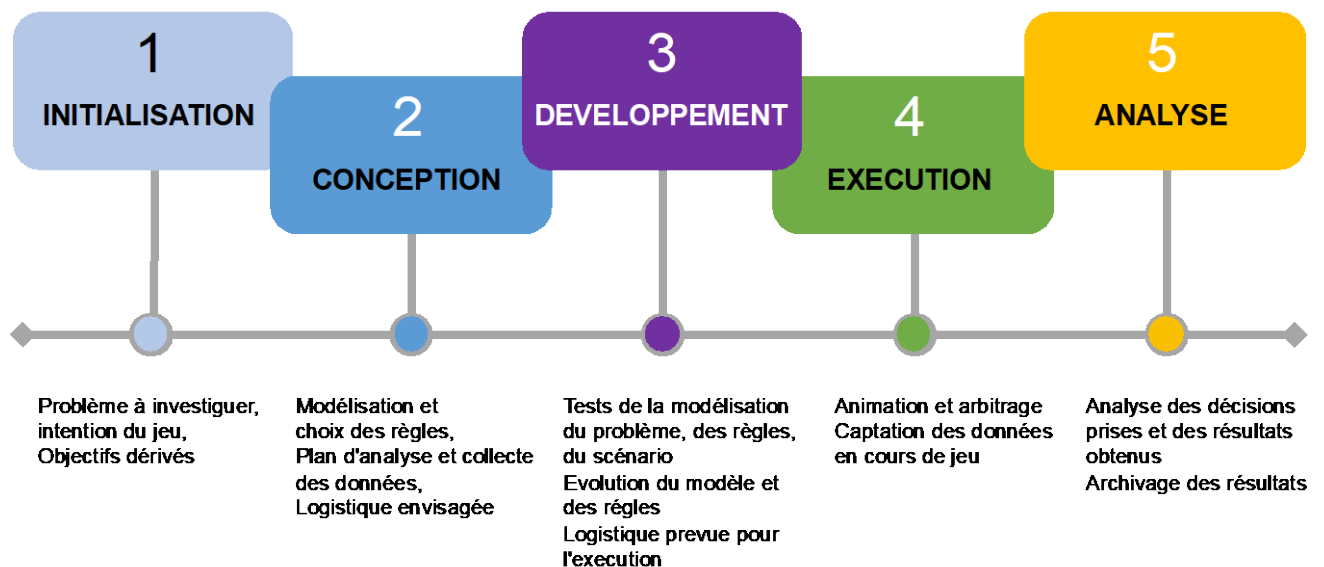 1
INITIALISATION
2
CONCEPTION
3
DEVELOPPEMENT
4
EXECUTION
5
ANALYSE
Problème à investiguer,
intention du jeu,
Objectifs dérivés
Modélisation et
choix des règles,
Plan d'analyse et collecte
des données,
Logistique envisagée
Tests de la modélisation
du problème, des règles,
du scénario
Evolution du modèle et
des régles
Logistique prevue pour
l'execution
Animation et arbitrage
Captation des données
en cours de jeu
Analyse des décisions
prises et des résultats
obtenus
Archivage des résultats